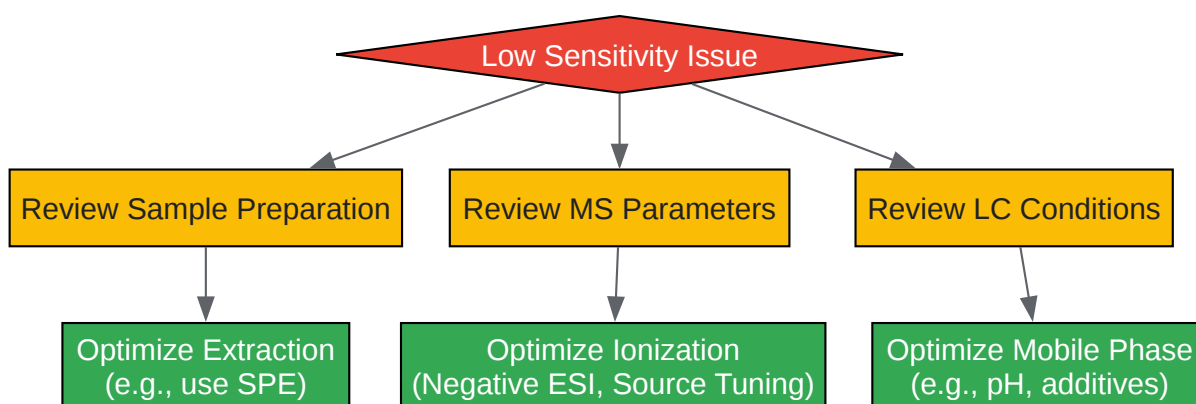 Low Sensitivity Issue
Review Sample Preparation
Review MS Parameters
Review LC Conditions
Optimize Extraction
(e.g., use SPE)
Optimize Ionization
(Negative ESI, Source Tuning)
Optimize Mobile Phase
(e.g., pH, additives)